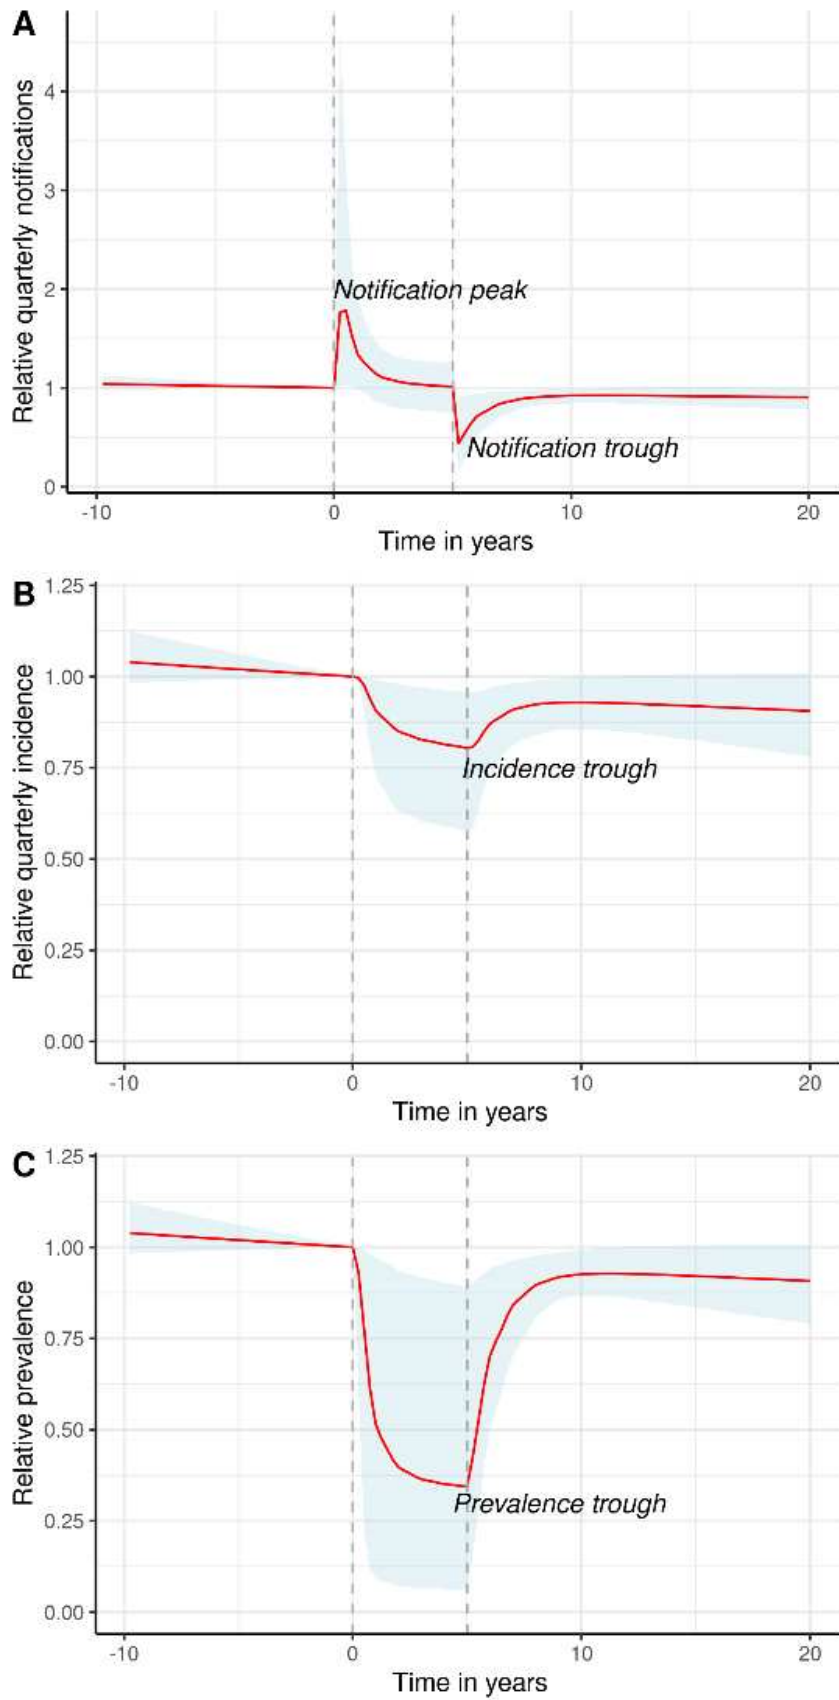 A
Relative quarterly notifications
4
3
2
1
0
Notification peak
Notification trough
-10
0
10
20
Time in years
B
Relative quarterly incidence
1.25
1.00
0.75
0.50
0.25
0.00
Incidence trough
-10
0
10
20
Time in years
C
Relative prevalence
1.25
1.00
0.75
0.50
0.25
0.00
Prevalence trough
-10
0
10
20
Time in years